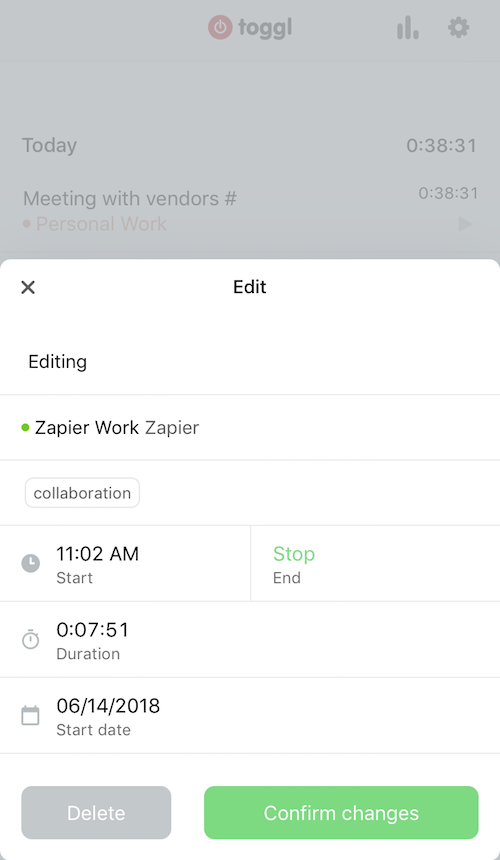 toggl
Today 0:38:31
Meeting with vendors # 0:38:31
Personal Work
Edit
Editing
Zapier Work Zapier
collaboration
11:02 AM Stop
Start End
0:07:51
Duration
06/14/2018
Start date
Delete Confirm changes